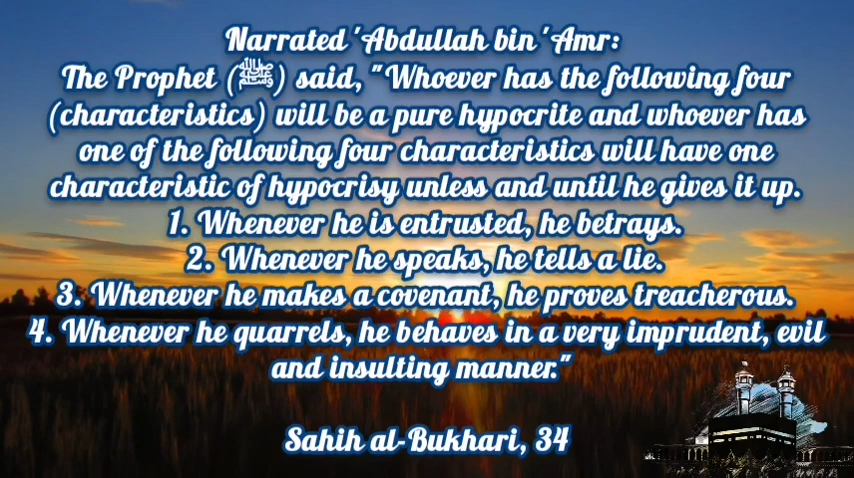 Narrated 'Abdullah bin 'Amr:
The Prophet (ﷺ) said, "Whoever has the following four
(characteristics) will be a pure hypocrite and whoever has
one of the following four characteristics will have one
characteristic of hypocrisy unless and until he gives it up.
1. Whenever he is entrusted, he betrays.
2. Whenever he speaks, he tells a lie.
3. Whenever he makes a covenant, he proves treacherous.
4. Whenever he quarrels, he behaves in a very imprudent, evil
and insulting manner."
Sahih al-Bukhari, 34